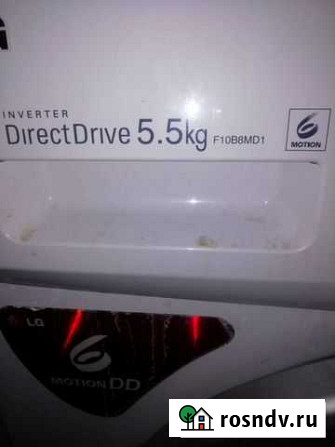 G
INVERTER
DirectDrive 5.5kg F10B8MD1
6
MOTION
LG
6
MOTION DD
rosndv.ru